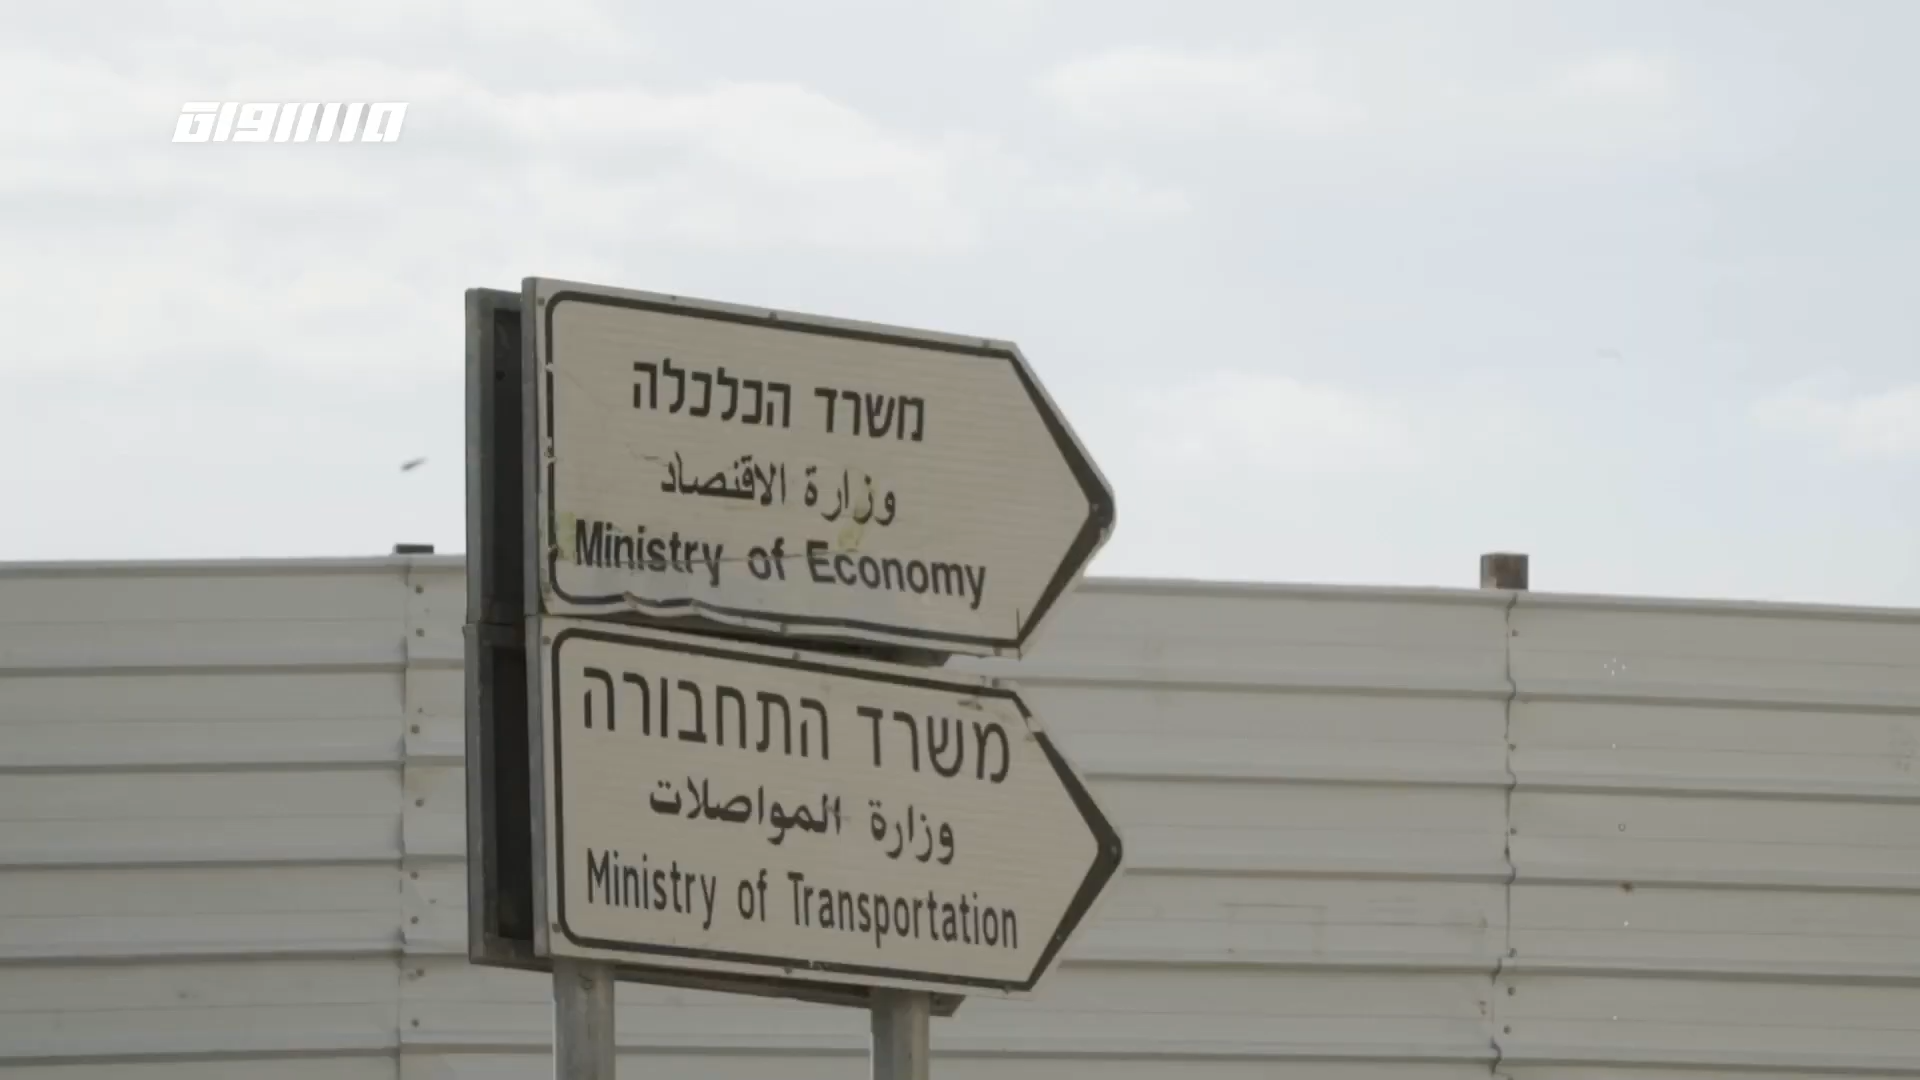 משרד הכלכלה
وزارة الاقتصاد
Ministry of Economy
משרד התחבורה
وزارة المواصلات
Ministry of Transportation